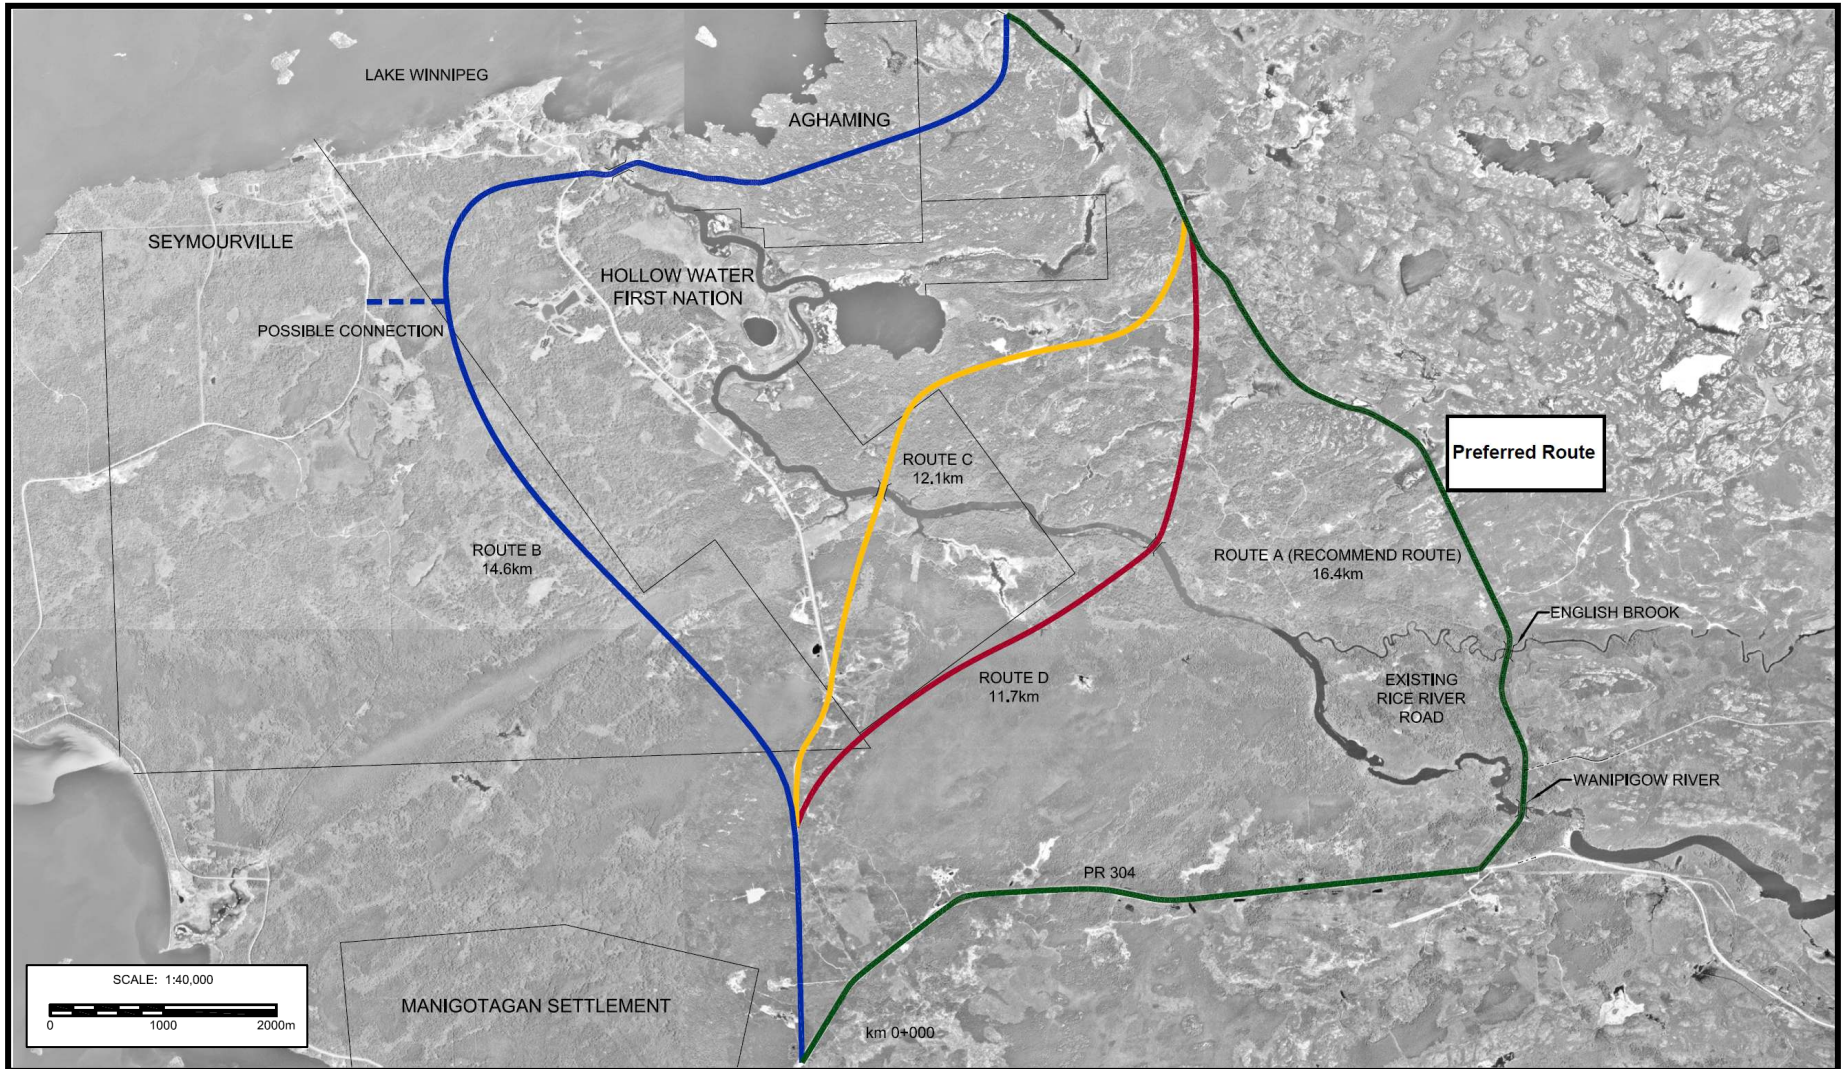 LAKE WINNIPEG
AGHAMING
SEYMOURVILLE
HOLLOW WATER
FIRST NATION
POSSIBLE CONNECTION
Preferred Route
ROUTE C
12.1km
ROUTE B
14.6km
ROUTE A (RECOMMEND ROUTE)
16.4km
ENGLISH BROOK
ROUTE D
11.7km
EXISTING
RICE RIVER
ROAD
WANIPIGOW RIVER
PR 304
SCALE: 1:40,000
0 1000 2000m
MANIGOTAGAN SETTLEMENT
km 0+000